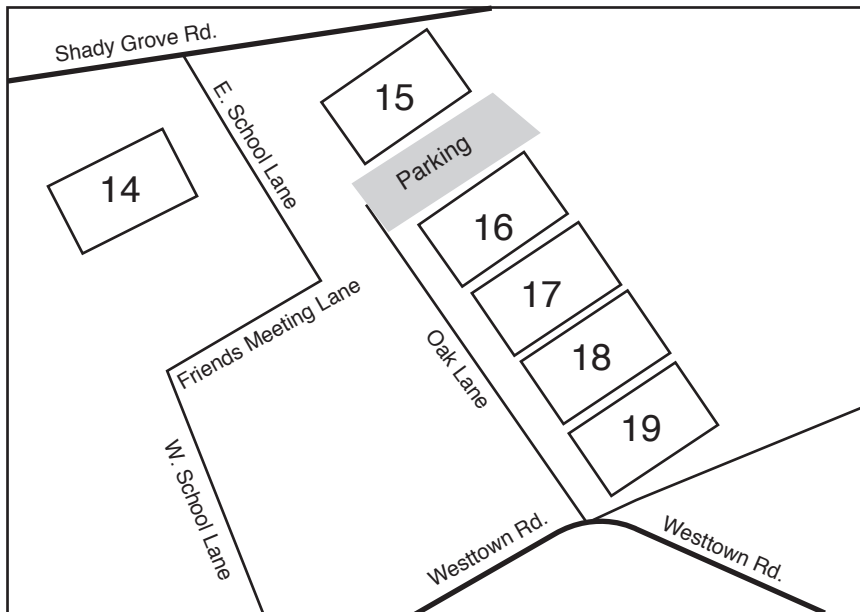 Shady Grove Rd.
15
E. School Lane
Parking
14
16
17
Friends Meeting Lane
Oak Lane
18
19
W. School Lane
Westtown Rd.
Westtown Rd.